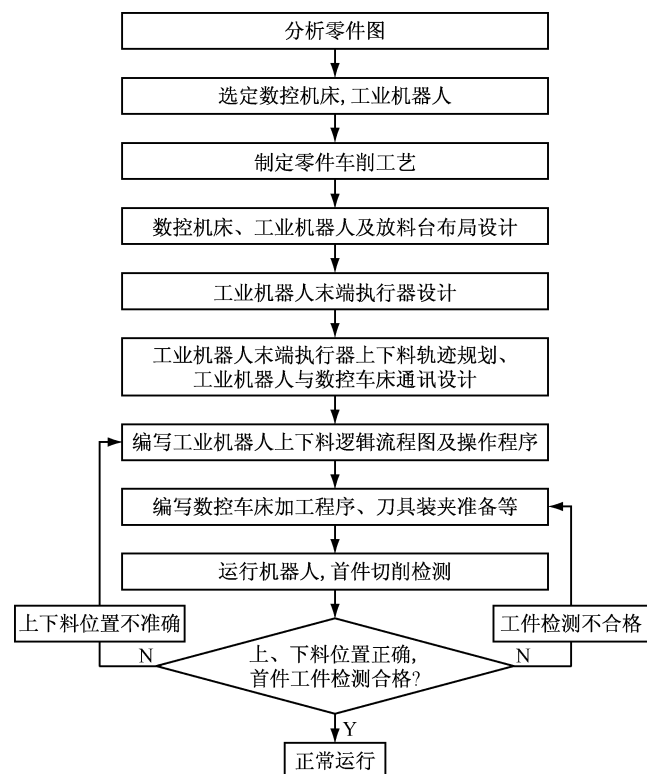 分析零件图
选定数控机床,工业机器人
制定零件车削工艺
数控机床、工业机器人及放料台布局设计
工业机器人末端执行器设计
工业机器人末端执行器上下料轨迹规划、
工业机器人与数控车床通讯设计
编写工业机器人上下料逻辑流程图及操作程序
编写数控车床加工程序、刀具装夹准备等
运行机器人,首件切削检测
上下料位置不准确
工件检测不合格
N
上、下料位置正确,
首件工件检测合格?
N
Y
正常运行